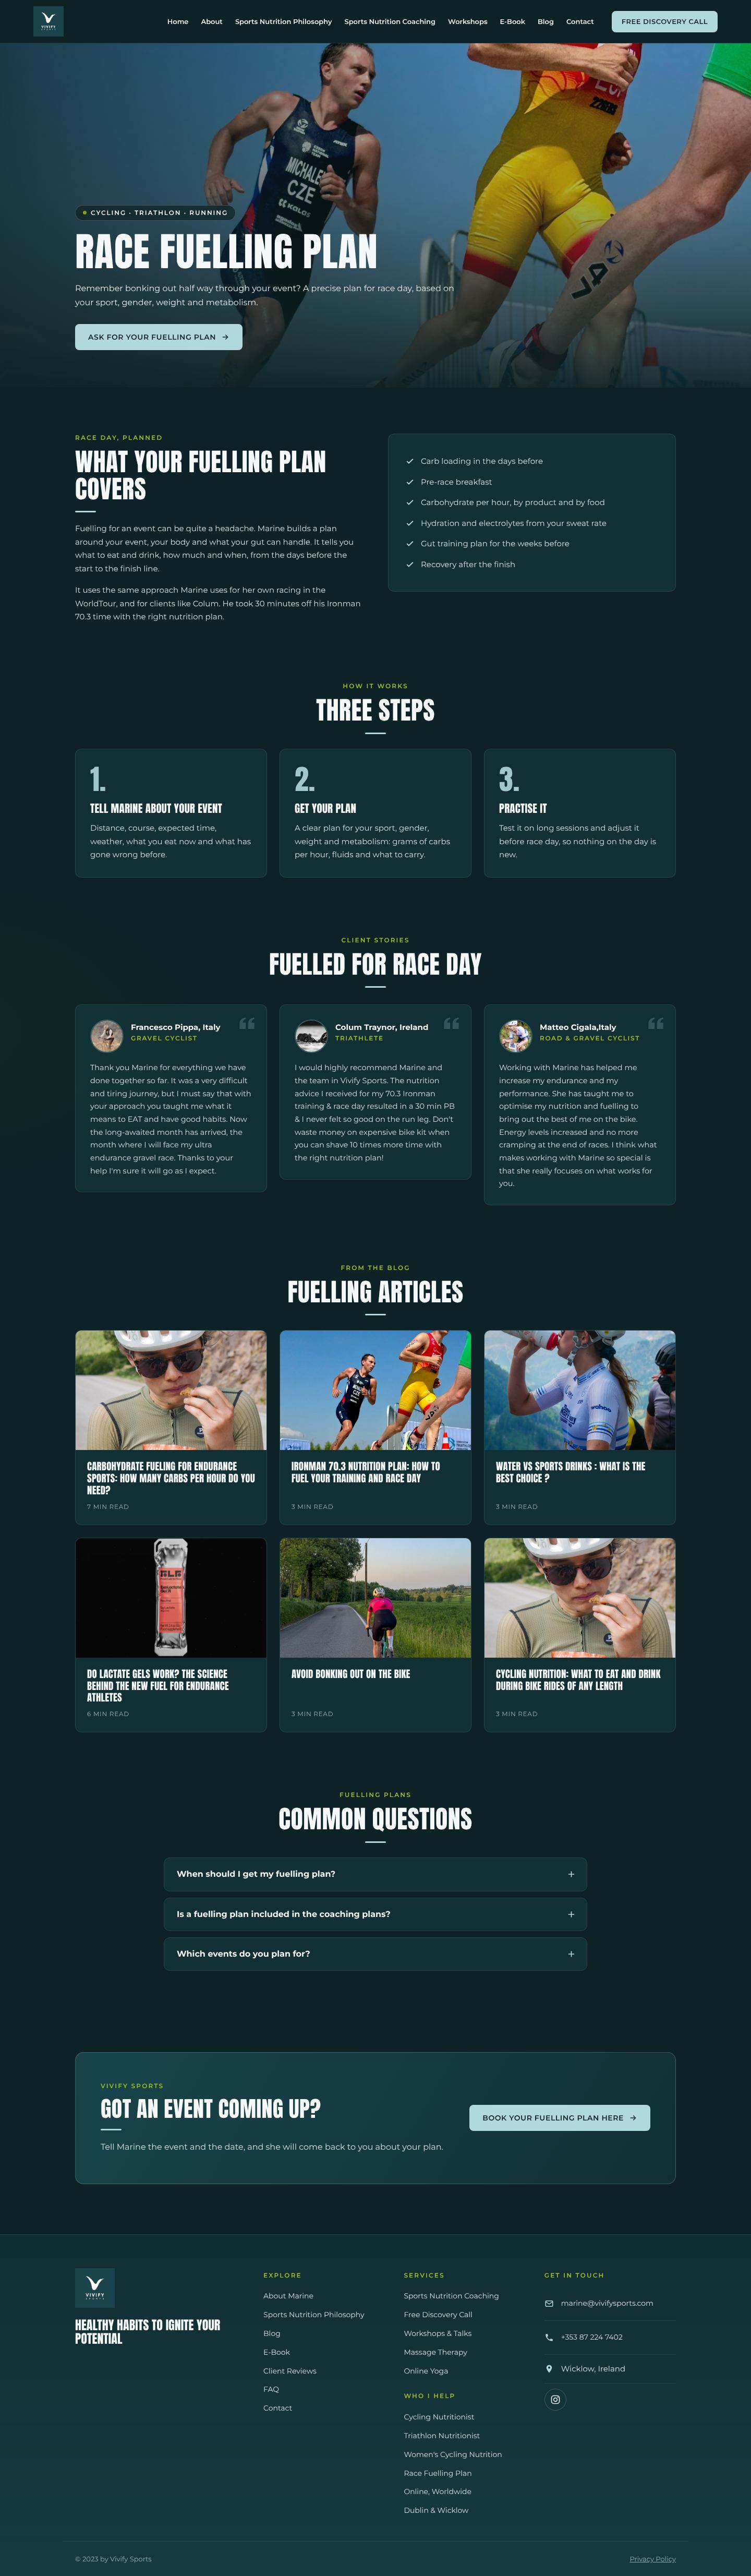 VIVIFY
SPORTS
Home About Sports Nutrition Philosophy Sports Nutrition Coaching Workshops E-Book Blog Contact FREE DISCOVERY CALL
MICHALEK
CZE
KALAS
CYCLING · TRIATHLON · RUNNING
RACE FUELLING PLAN
Remember bonking out half way through your event? A precise plan for race day, based on
your sport, gender, weight and metabolism.
ASK FOR YOUR FUELLING PLAN →
RACE DAY, PLANNED
WHAT YOUR FUELLING PLAN
COVERS
Fuelling for an event can be quite a headache. Marine builds a plan
around your event, your body and what your gut can handle. It tells you
what to eat and drink, how much and when, from the days before the
start to the finish line.
It uses the same approach Marine uses for her own racing in the
WorldTour, and for clients like Colum. He took 30 minutes off his Ironman
70.3 time with the right nutrition plan.
Carb loading in the days before
Pre-race breakfast
Carbohydrate per hour, by product and by food
Hydration and electrolytes from your sweat rate
Gut training plan for the weeks before
Recovery after the finish
HOW IT WORKS
THREE STEPS
1.
TELL MARINE ABOUT YOUR EVENT
Distance, course, expected time,
weather, what you eat now and what has
gone wrong before.
2.
GET YOUR PLAN
A clear plan for your sport, gender,
weight and metabolism: grams of carbs
per hour, fluids and what to carry.
3.
PRACTISE IT
Test it on long sessions and adjust it
before race day, so nothing on the day is
new.
CLIENT STORIES
FUELLED FOR RACE DAY
Francesco Pippa, Italy
GRAVEL CYCLIST
Thank you Marine for everything we have
done together so far. It was a very difficult
and tiring journey, but I must say that with
your approach you taught me what it
means to EAT and have good habits. Now
the long-awaited month has arrived, the
month where I will face my ultra
endurance gravel race. Thanks to your
help I'm sure it will go as I expect.
Colum Traynor, Ireland
TRIATHLETE
I would highly recommend Marine and
the team in Vivify Sports. The nutrition
advice I received for my 70.3 Ironman
training & race day resulted in a 30 min PB
& I never felt so good on the run leg. Don't
waste money on expensive bike kit when
you can shave 10 times more time with
the right nutrition plan!
Matteo Cigala,Italy
ROAD & GRAVEL CYCLIST
Working with Marine has helped me
increase my endurance and my
performance. She has taught me to
optimise my nutrition and fuelling to
bring out the best of me on the bike.
Energy levels increased and no more
cramping at the end of races. I think what
makes working with Marine so special is
that she really focuses on what works for
you.
FROM THE BLOG
FUELLING ARTICLES
CARBOHYDRATE FUELING FOR ENDURANCE
SPORTS: HOW MANY CARBS PER HOUR DO YOU
NEED?
7 MIN READ
IRONMAN 70.3 NUTRITION PLAN: HOW TO
FUEL YOUR TRAINING AND RACE DAY
3 MIN READ
WATER VS SPORTS DRINKS : WHAT IS THE
BEST CHOICE ?
3 MIN READ
DO LACTATE GELS WORK? THE SCIENCE
BEHIND THE NEW FUEL FOR ENDURANCE
ATHLETES
6 MIN READ
AVOID BONKING OUT ON THE BIKE
3 MIN READ
CYCLING NUTRITION: WHAT TO EAT AND DRINK
DURING BIKE RIDES OF ANY LENGTH
3 MIN READ
FUELLING PLANS
COMMON QUESTIONS
When should I get my fuelling plan? +
Is a fuelling plan included in the coaching plans? +
Which events do you plan for? +
VIVIFY SPORTS
GOT AN EVENT COMING UP?
Tell Marine the event and the date, and she will come back to you about your plan.
BOOK YOUR FUELLING PLAN HERE →
VIVIFY
SPORTS
HEALTHY HABITS TO IGNITE YOUR
POTENTIAL
EXPLORE
About Marine
Sports Nutrition Philosophy
Blog
E-Book
Client Reviews
FAQ
Contact
SERVICES
Sports Nutrition Coaching
Free Discovery Call
Workshops & Talks
Massage Therapy
Online Yoga
WHO I HELP
Cycling Nutritionist
Triathlon Nutritionist
Women's Cycling Nutrition
Race Fuelling Plan
Online, Worldwide
Dublin & Wicklow
GET IN TOUCH
marine@vivifysports.com
+353 87 224 7402
Wicklow, Ireland
© 2023 by Vivify Sports
Privacy Policy